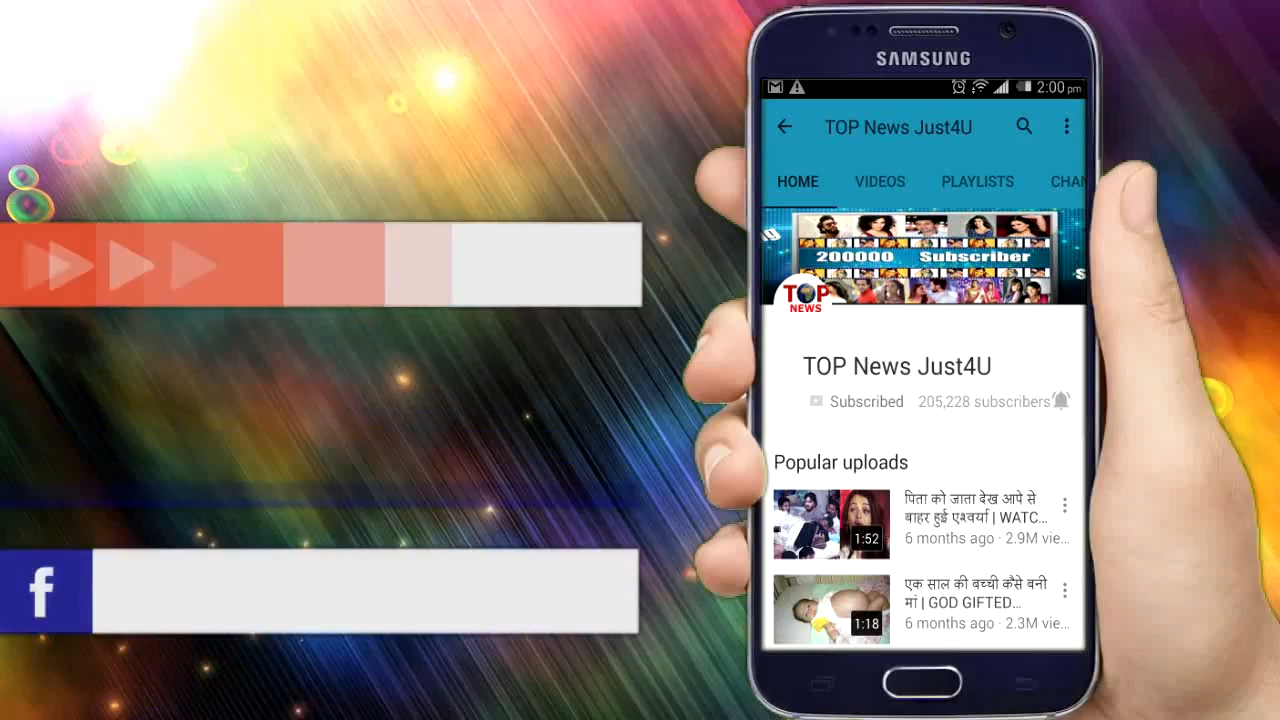 SAMSUNG
2:00 pm
TOP News Just4U
HOME VIDEOS PLAYLISTS CHAN
200000 Subscriber
TOP
NEWS
TOP News Just4U
Subscribed 205,228 subscribers
Popular uploads
पिता को जाता देख आपे से
बाहर हुई एश्वर्या | WATC...
6 months ago · 2.9M vie...
1:52
एक साल की बच्ची कैसे बनी
मां | GOD GIFTED...
6 months ago · 2.3M vie...
1:18
f